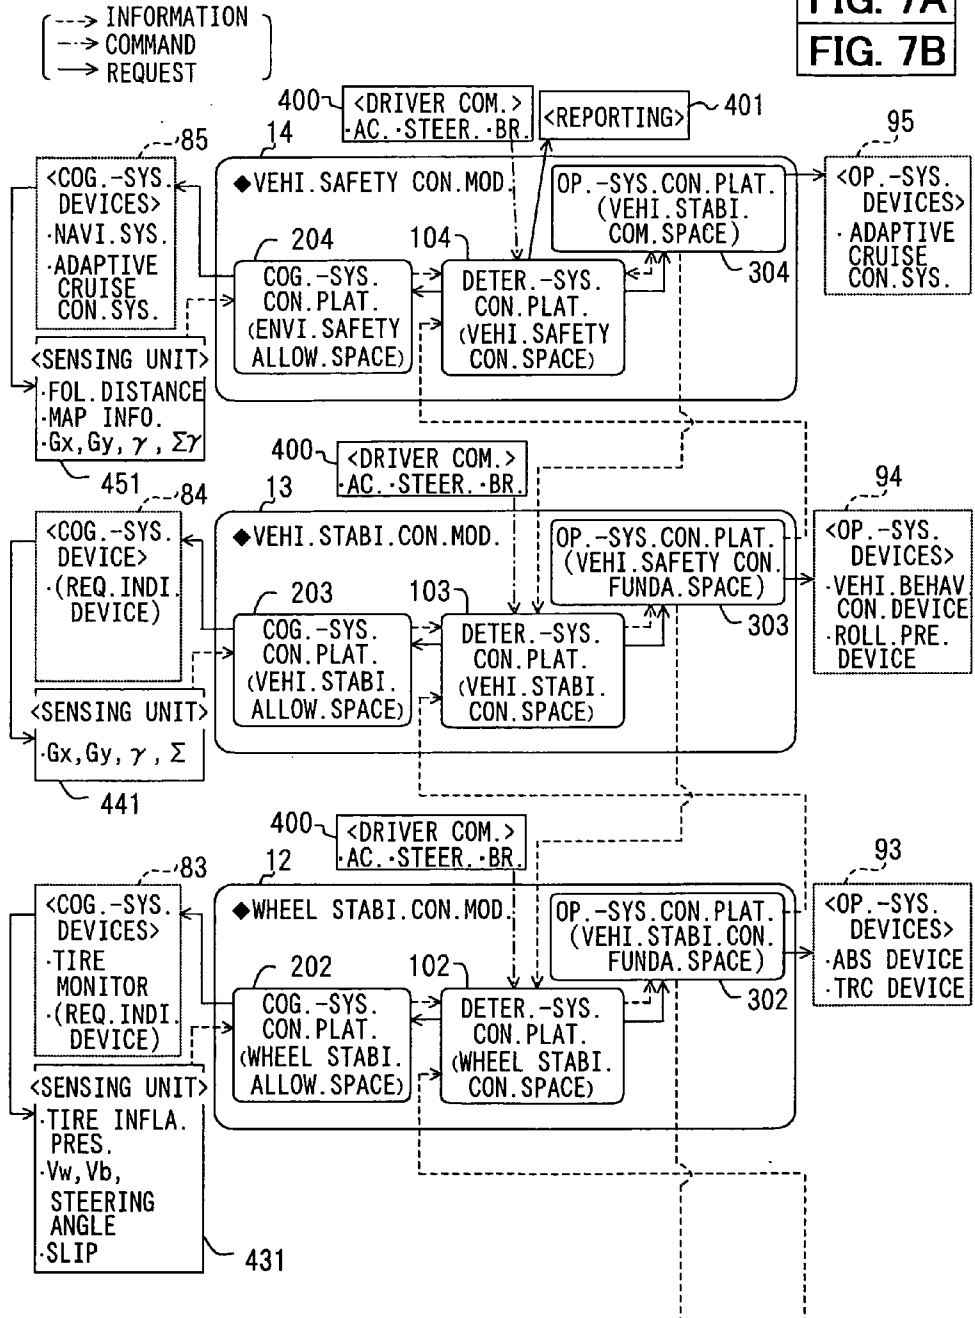 INFORMATION
COMMAND
REQUEST
FIG. 7A
FIG. 7B
400
<DRIVER COM.>
·AC.·STEER.·BR.
<REPORTING>
401
85
14
95
<COG.-SYS.
DEVICES>
·NAVI.SYS.
·ADAPTIVE
CRUISE
CON.SYS.
◆VEHI.SAFETY CON.MOD.
OP.-SYS.CON.PLAT.
(VEHI.STABI.
COM.SPACE)
304
<OP.-SYS.
DEVICES>
·ADAPTIVE
CRUISE
CON.SYS.
204
COG.-SYS.
CON.PLAT.
(ENVI.SAFETY
ALLOW.SPACE)
104
DETER.-SYS.
CON.PLAT.
(VEHI.SAFETY
CON.SPACE)
<SENSING UNIT>
·FOL.DISTANCE
·MAP INFO.
·Gx,Gy,γ,Σγ
451
400
<DRIVER COM.>
·AC.·STEER.·BR.
84
13
94
<COG.-SYS.
DEVICE>
·(REQ.INDI.
DEVICE)
◆VEHI.STABI.CON.MOD.
OP.-SYS.CON.PLAT.
(VEHI.SAFETY CON.
FUNDA.SPACE)
303
<OP.-SYS.
DEVICES>
·VEHI.BEHAV
CON.DEVICE
·ROLL.PRE.
DEVICE
203
COG.-SYS.
CON.PLAT.
(VEHI.STABI.
ALLOW.SPACE)
103
DETER.-SYS.
CON.PLAT.
(VEHI.STABI.
CON.SPACE)
<SENSING UNIT>
·Gx,Gy,γ,Σ
441
400
<DRIVER COM.>
·AC.·STEER.·BR.
83
12
93
<COG.-SYS.
DEVICES>
·TIRE
MONITOR
·(REQ.INDI.
DEVICE)
◆WHEEL STABI.CON.MOD.
OP.-SYS.CON.PLAT.
(VEHI.STABI.CON.
FUNDA.SPACE)
302
<OP.-SYS.
DEVICES>
·ABS DEVICE
·TRC DEVICE
202
COG.-SYS.
CON.PLAT.
(WHEEL STABI.
ALLOW.SPACE)
102
DETER.-SYS.
CON.PLAT.
(WHEEL STABI.
CON.SPACE)
<SENSING UNIT>
·TIRE INFLA.
PRES.
·Vw,Vb,
STEERING
ANGLE
·SLIP
431